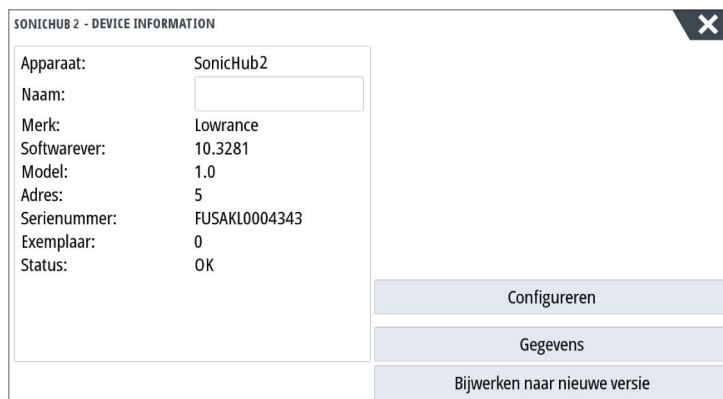 SONICHUB 2 - DEVICE INFORMATION
Apparaat: SonicHub2
Naam:
Merk: Lowrance
Softwarever: 10.3281
Model: 1.0
Adres: 5
Serienummer: FUSAKL0004343
Exemplaar: 0
Status: OK
Configureren
Gegevens
Bijwerken naar nieuwe versie